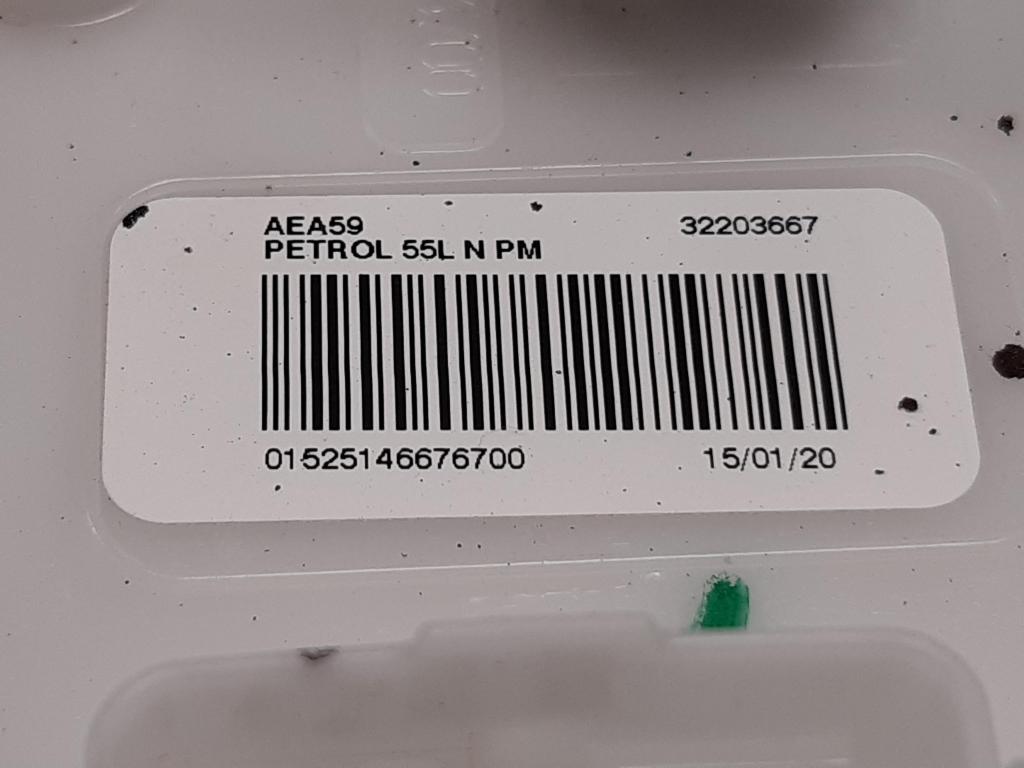 AEA59 32203667
PETROL 55L N PM
01525146676700 15/01/20